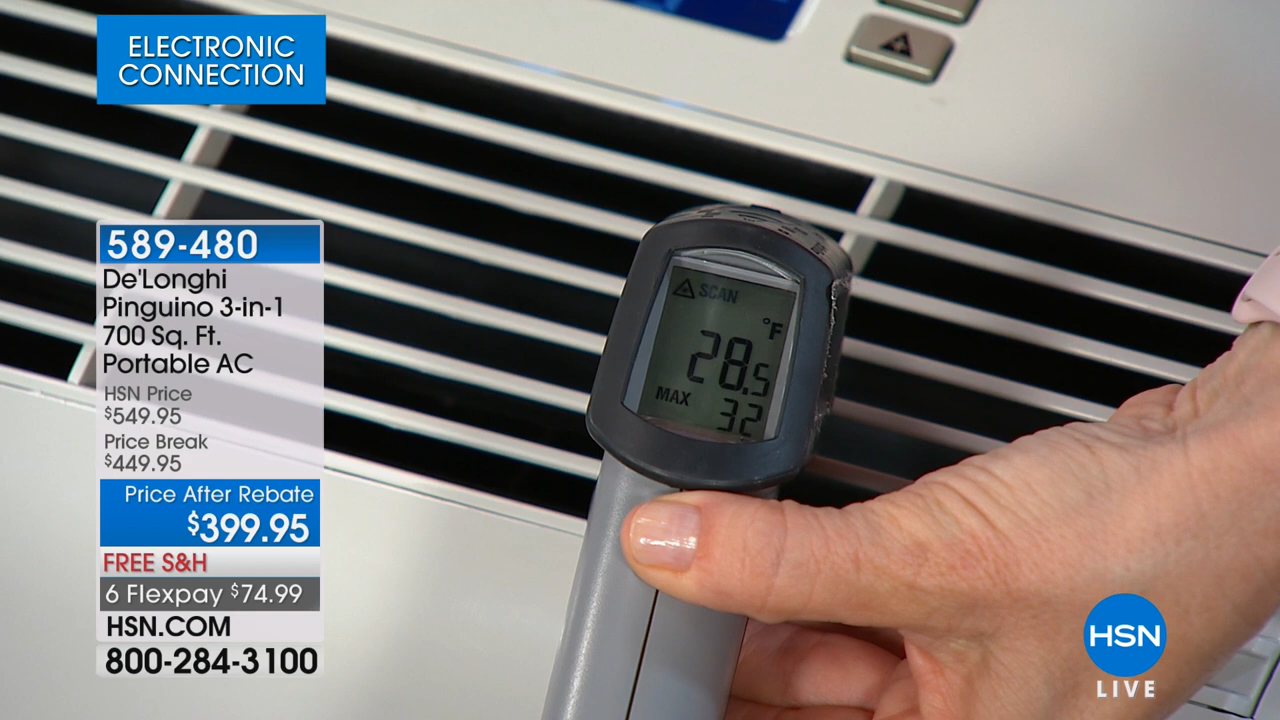 ELECTRONIC
CONNECTION
589-480
De'Longhi
Pinguino 3-in-1
700 Sq. Ft.
Portable AC
HSN Price
$549.95
Price Break
$449.95
Price After Rebate
$399.95
FREE S&H
6 Flexpay $74.99
HSN.COM
800-284-3100
SCAN
°F
28.5
MAX 32
HSN
LIVE